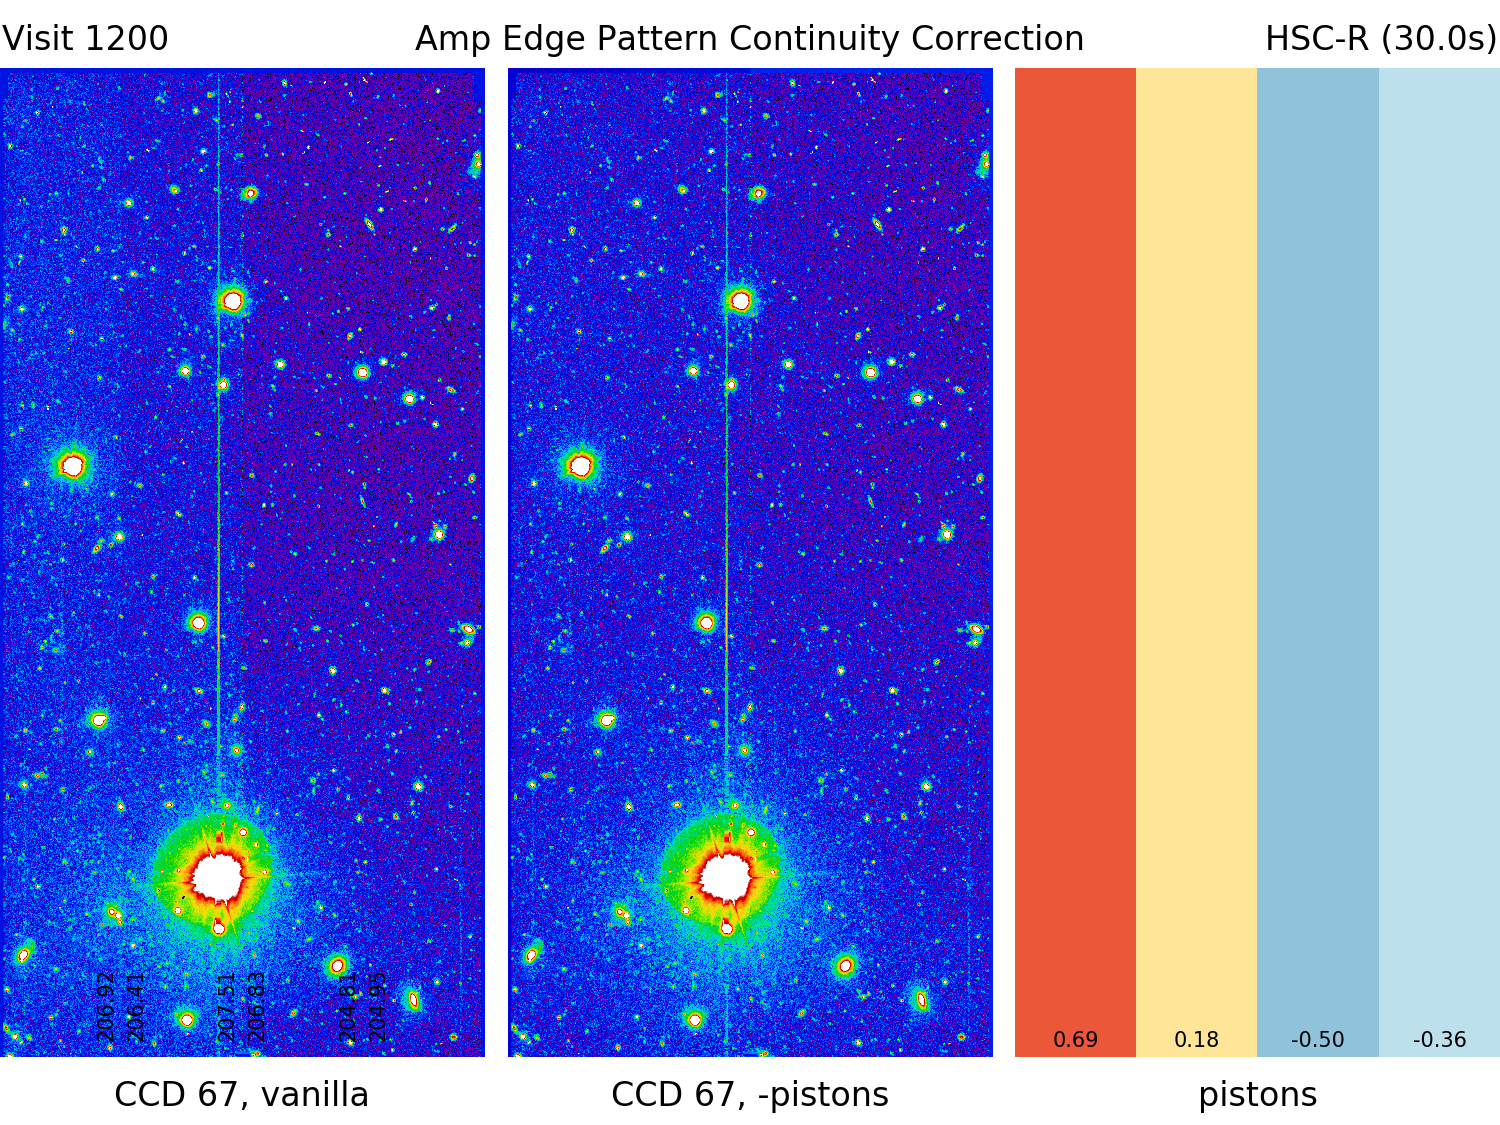 Visit 1200
Amp Edge Pattern Continuity Correction
HSC-R (30.0s)
206.92
206.41
207.51
206.83
204.81
204.95
0.69
0.18
-0.50
-0.36
CCD 67, vanilla
CCD 67, -pistons
pistons